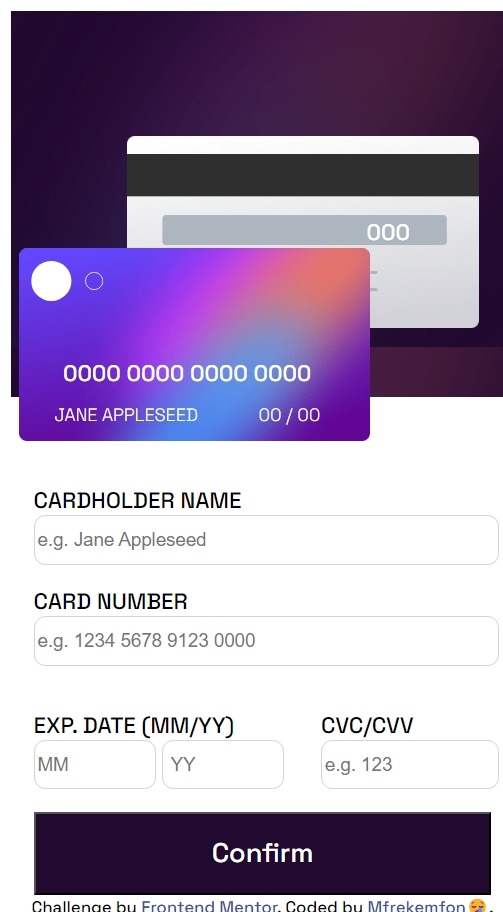 000
0000 0000 0000 0000
JANE APPLESEED 00 / 00
CARDHOLDER NAME
e.g. Jane Appleseed
CARD NUMBER
e.g. 1234 5678 9123 0000
EXP. DATE (MM/YY) CVC/CVV
MM YY e.g. 123
Confirm
Challenge by Frontend Mentor. Coded by Mfrekemfon😪